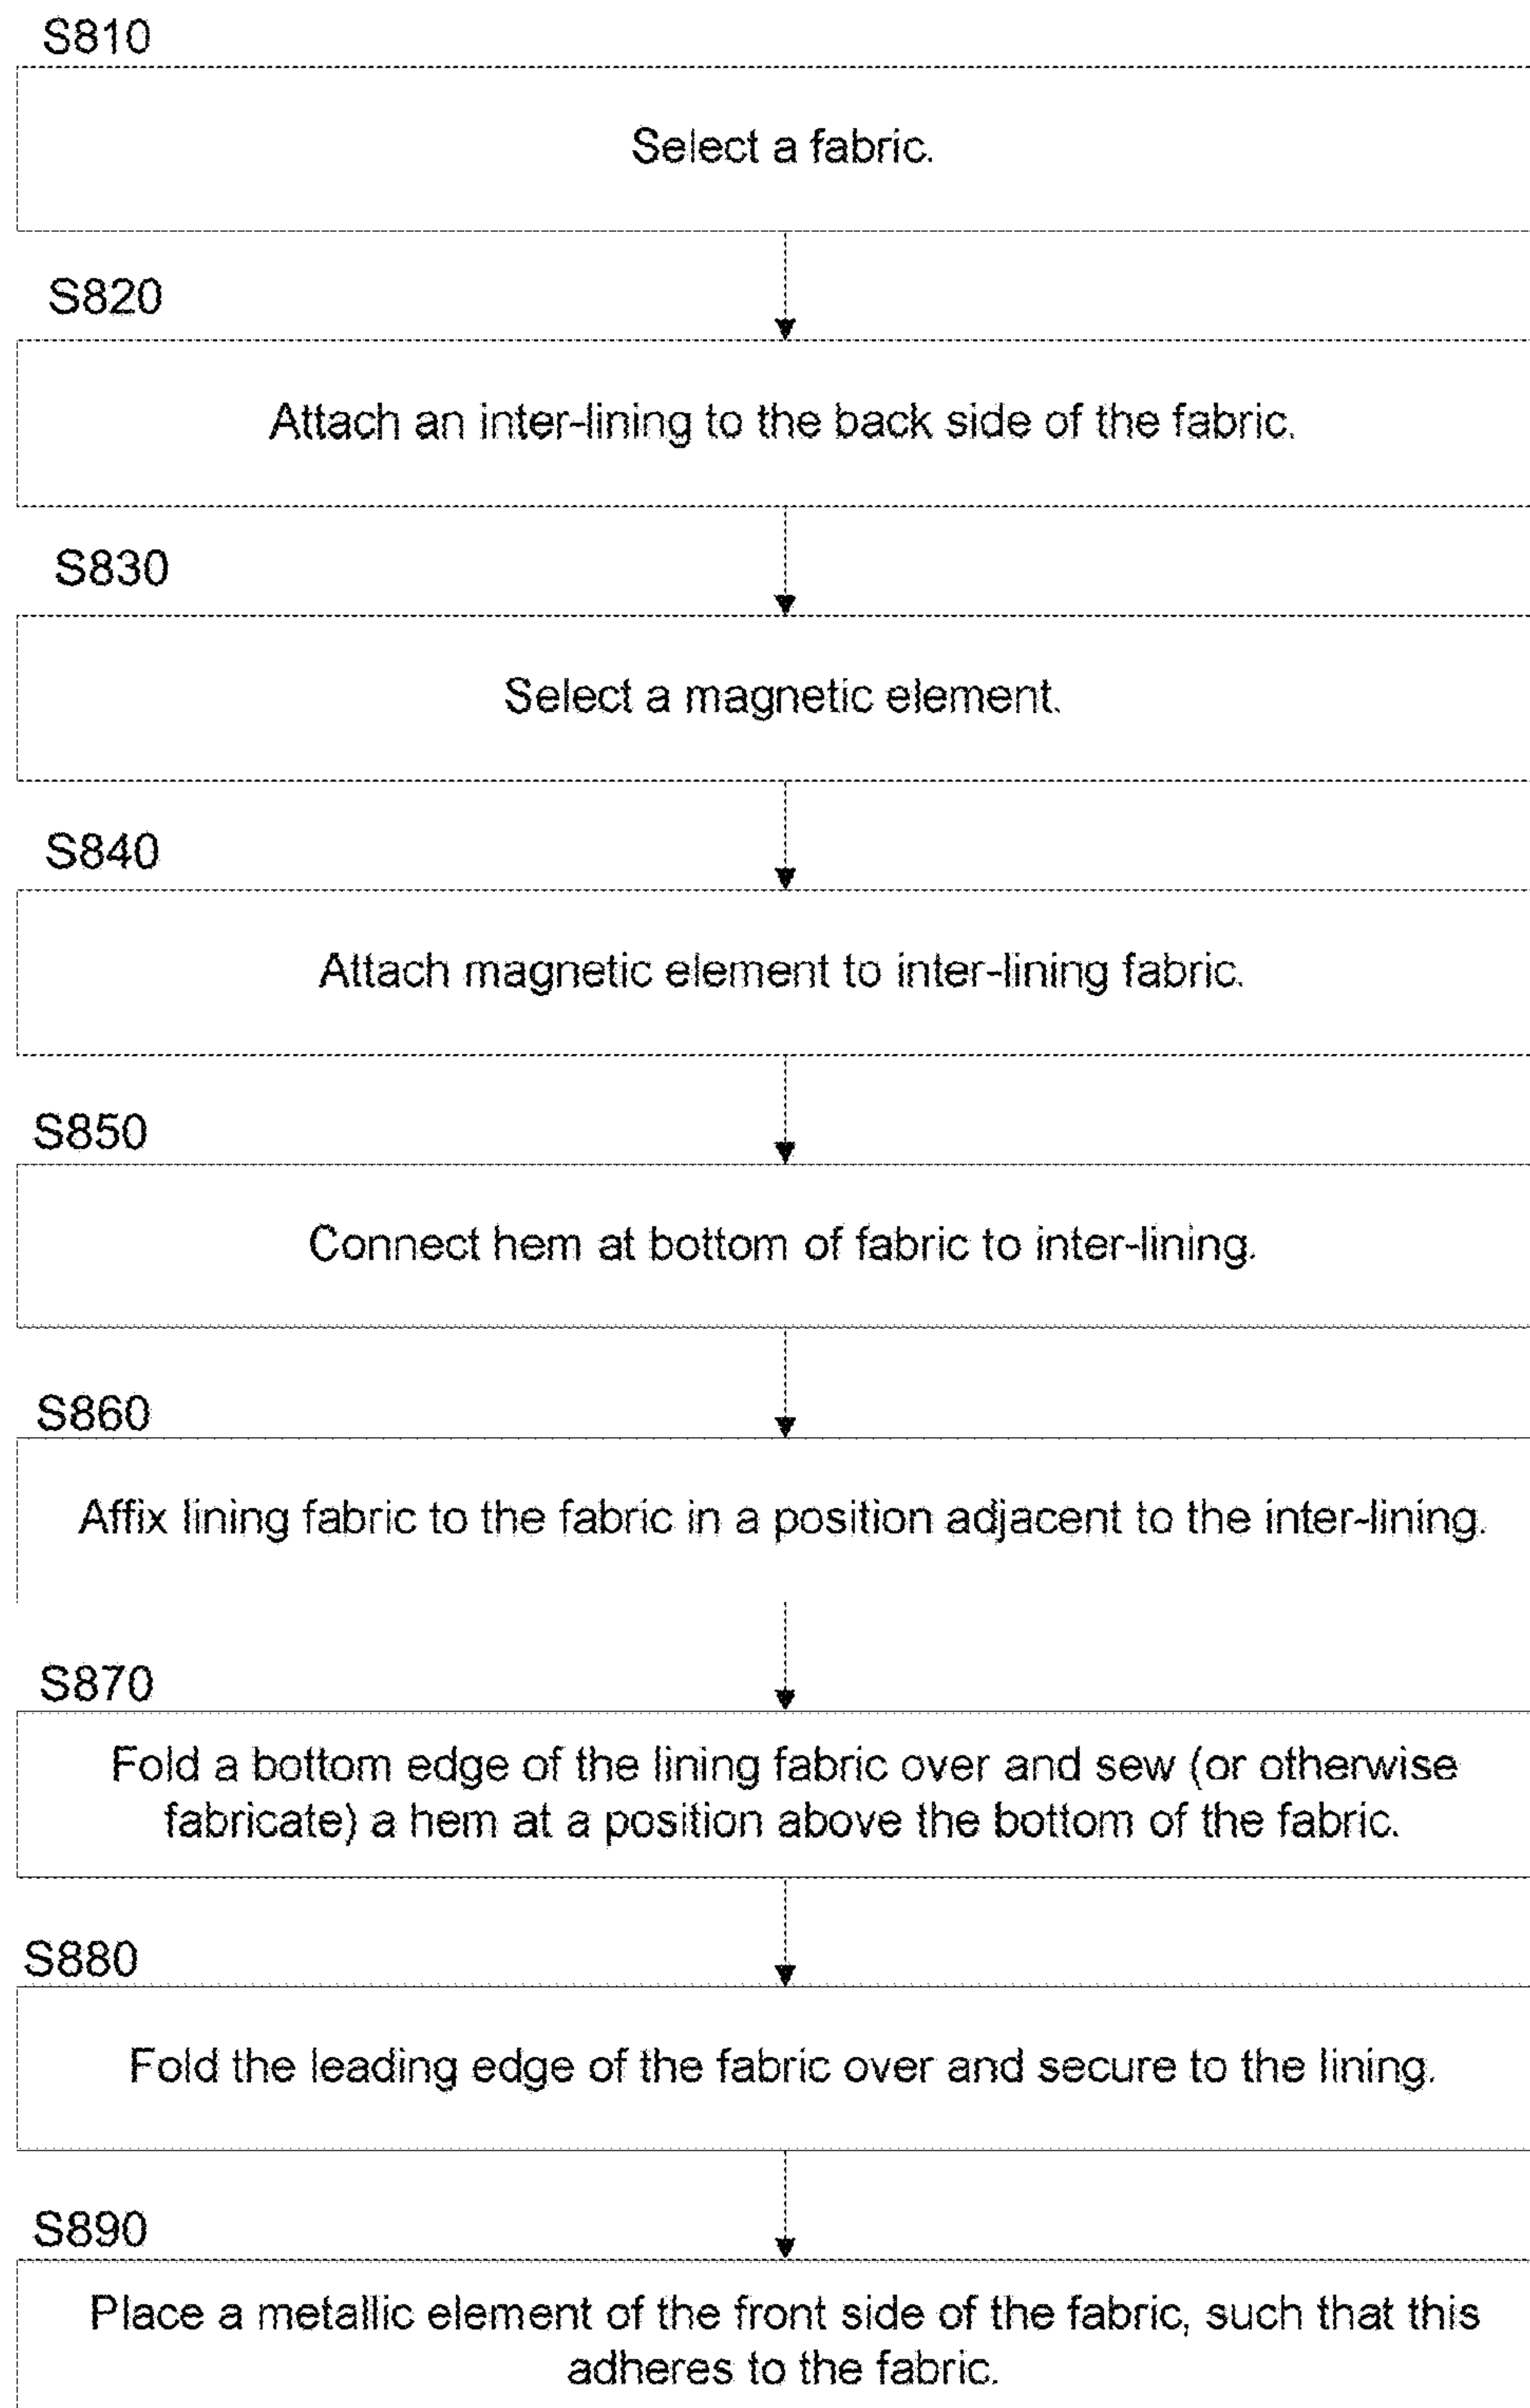 S810
Select a fabric.
S820
Attach an inter-lining to the back side of the fabric.
S830
Select a magnetic element.
S840
Attach magnetic element to inter-lining fabric.
S850
Connect hem at bottom of fabric to inter-lining.
S860
Affix lining fabric to the fabric in a position adjacent to the inter-lining.
S870
Fold a bottom edge of the lining fabric over and sew (or otherwise
fabricate) a hem at a position above the bottom of the fabric.
S880
Fold the leading edge of the fabric over and secure to the lining.
S890
Place a metallic element of the front side of the fabric, such that this
adheres to the fabric.